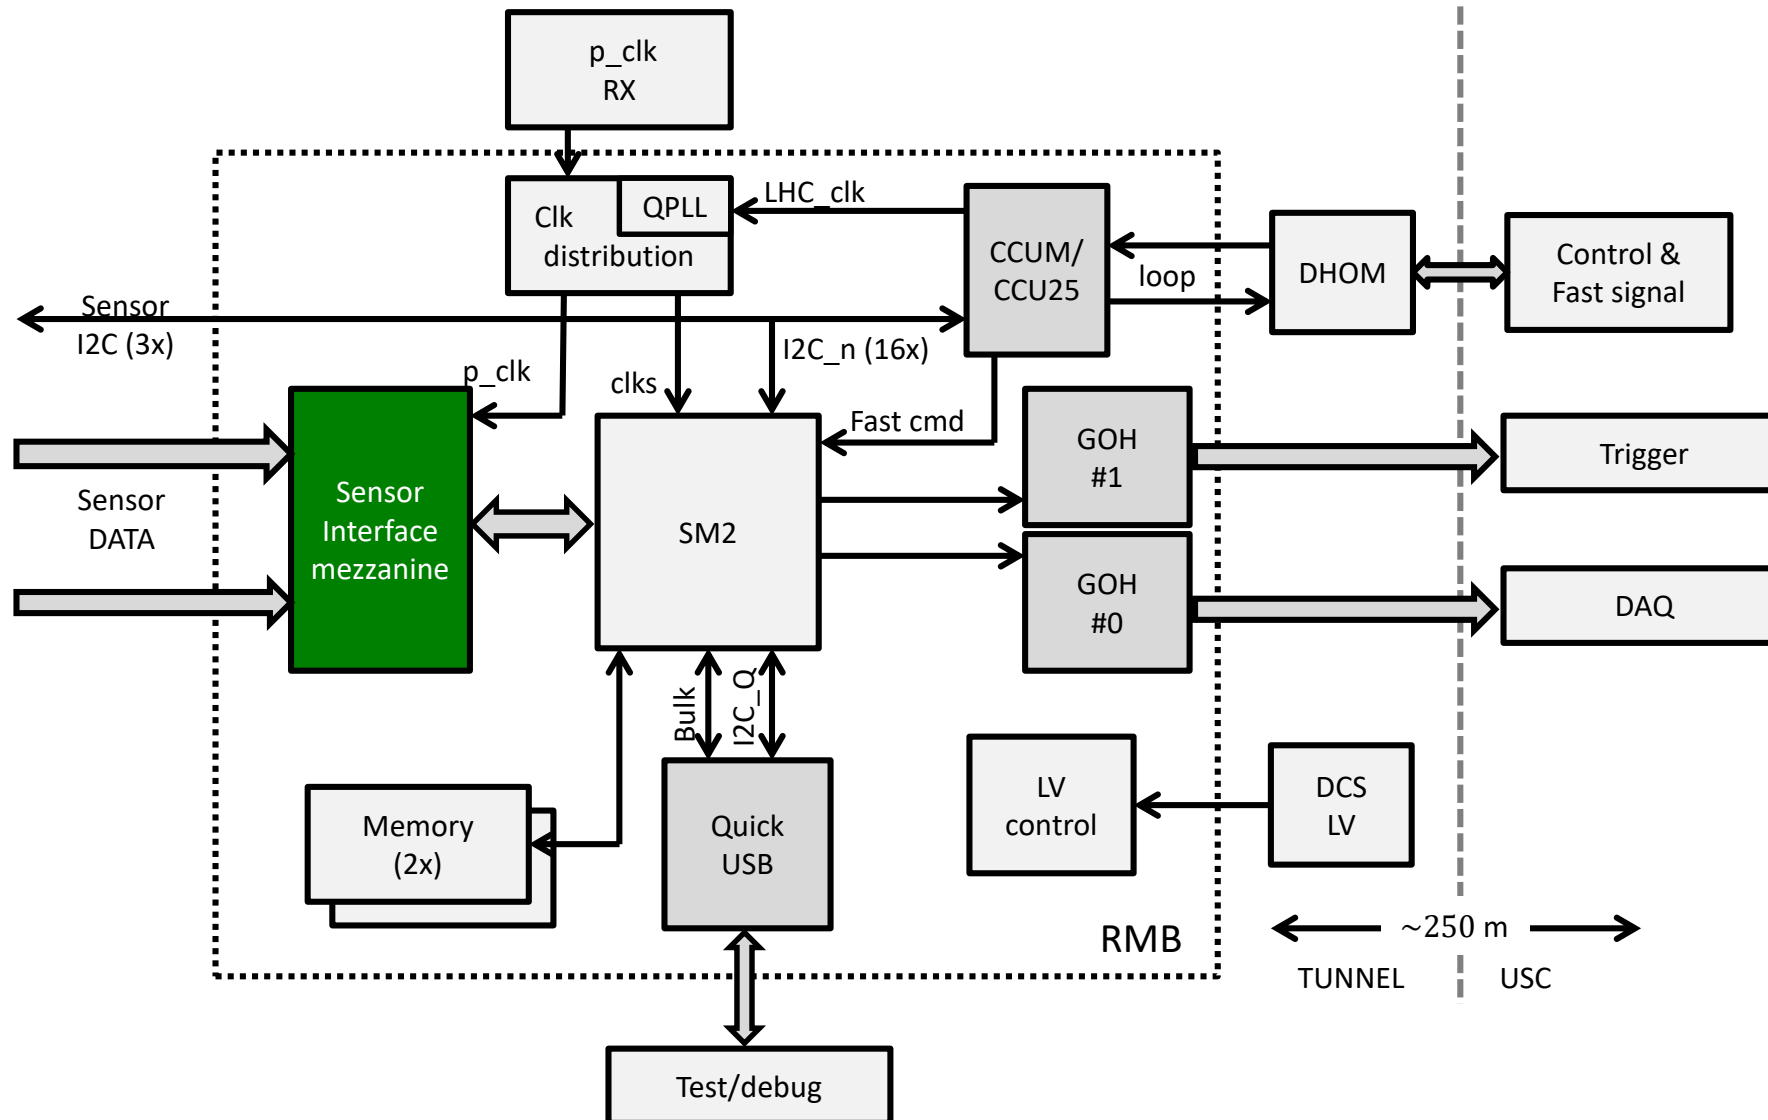 p_clk
RX
Clk
QPLL
distribution
LHC_clk
CCUM/
CCU25
loop
DHOM
Control &
Fast signal
Sensor
I2C (3x)
I2C_n (16x)
p_clk
clks
Fast cmd
GOH
#1
Trigger
Sensor
DATA
Sensor
Interface
mezzanine
SM2
GOH
#0
DAQ
Bulk
I2C_Q
Memory
(2x)
Quick
USB
LV
control
DCS
LV
RMB
~250 m
TUNNEL
USC
Test/debug